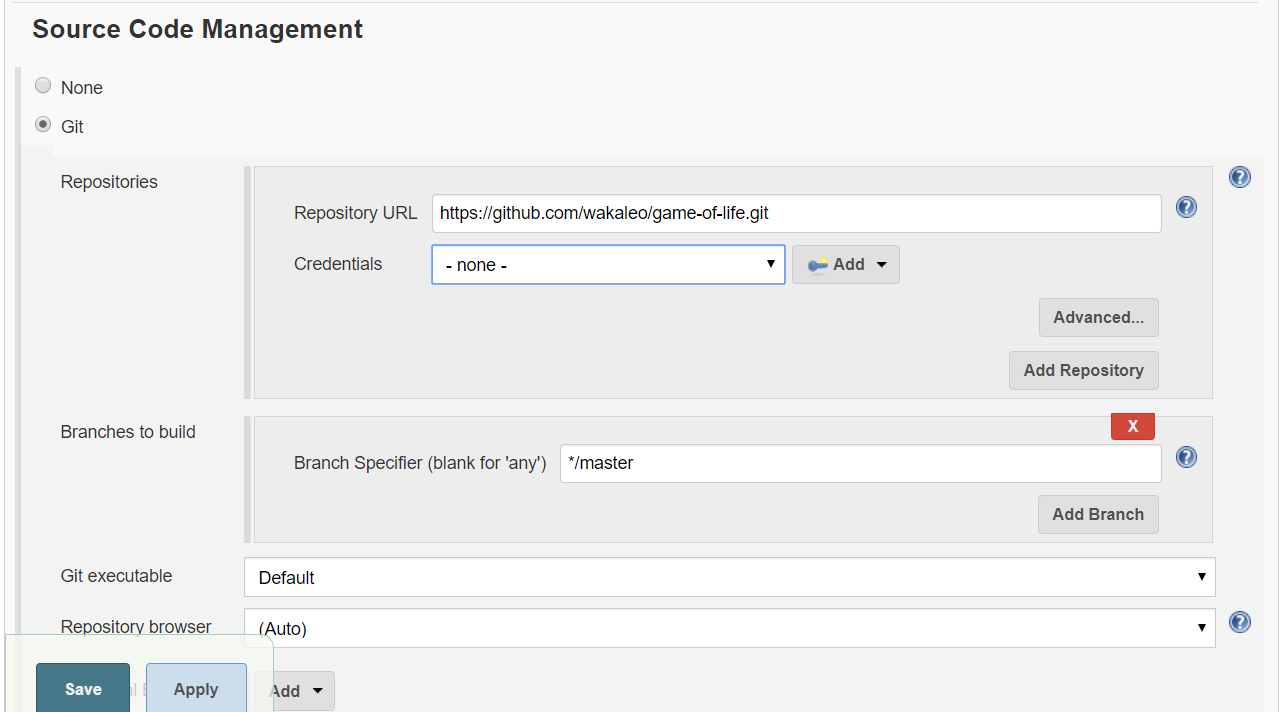 Source Code Management
None
Git
Repositories
Repository URL https://github.com/wakaleo/game-of-life.git
Credentials - none - Add
Advanced...
Add Repository
Branches to build
X
Branch Specifier (blank for 'any') */master
Add Branch
Git executable Default
Repository browser (Auto)
Save Apply Add